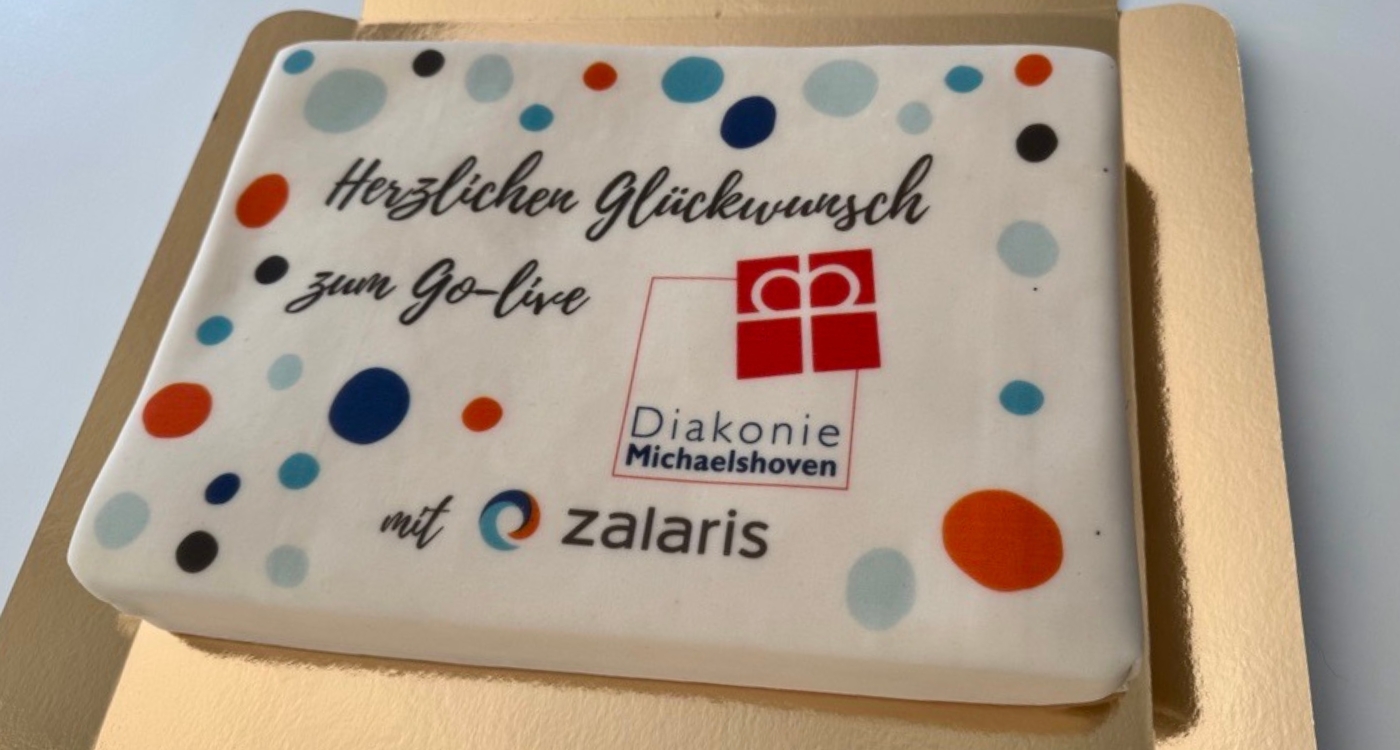 Herzlichen Glückwunsch
zum Go-live
Diakonie
Michaelshoven
mit zalaris